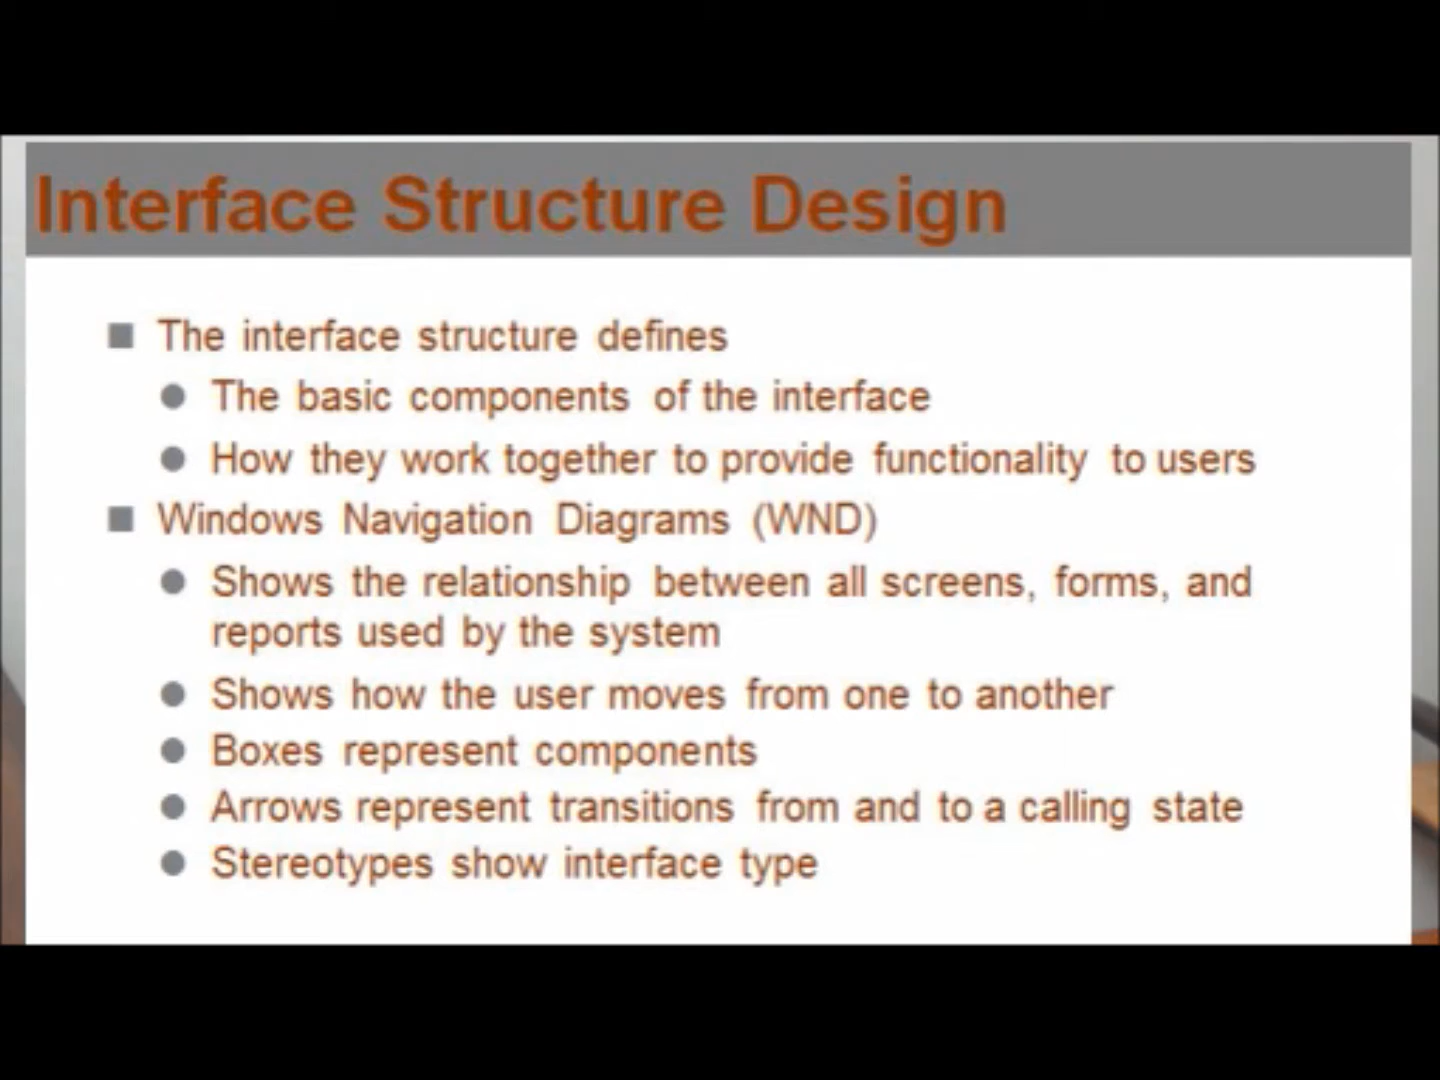 Interface Structure Design
The interface structure defines
The basic components of the interface
How they work together to provide functionality to users
Windows Navigation Diagrams (WND)
Shows the relationship between all screens, forms, and
reports used by the system
Shows how the user moves from one to another
Boxes represent components
Arrows represent transitions from and to a calling state
Stereotypes show interface type